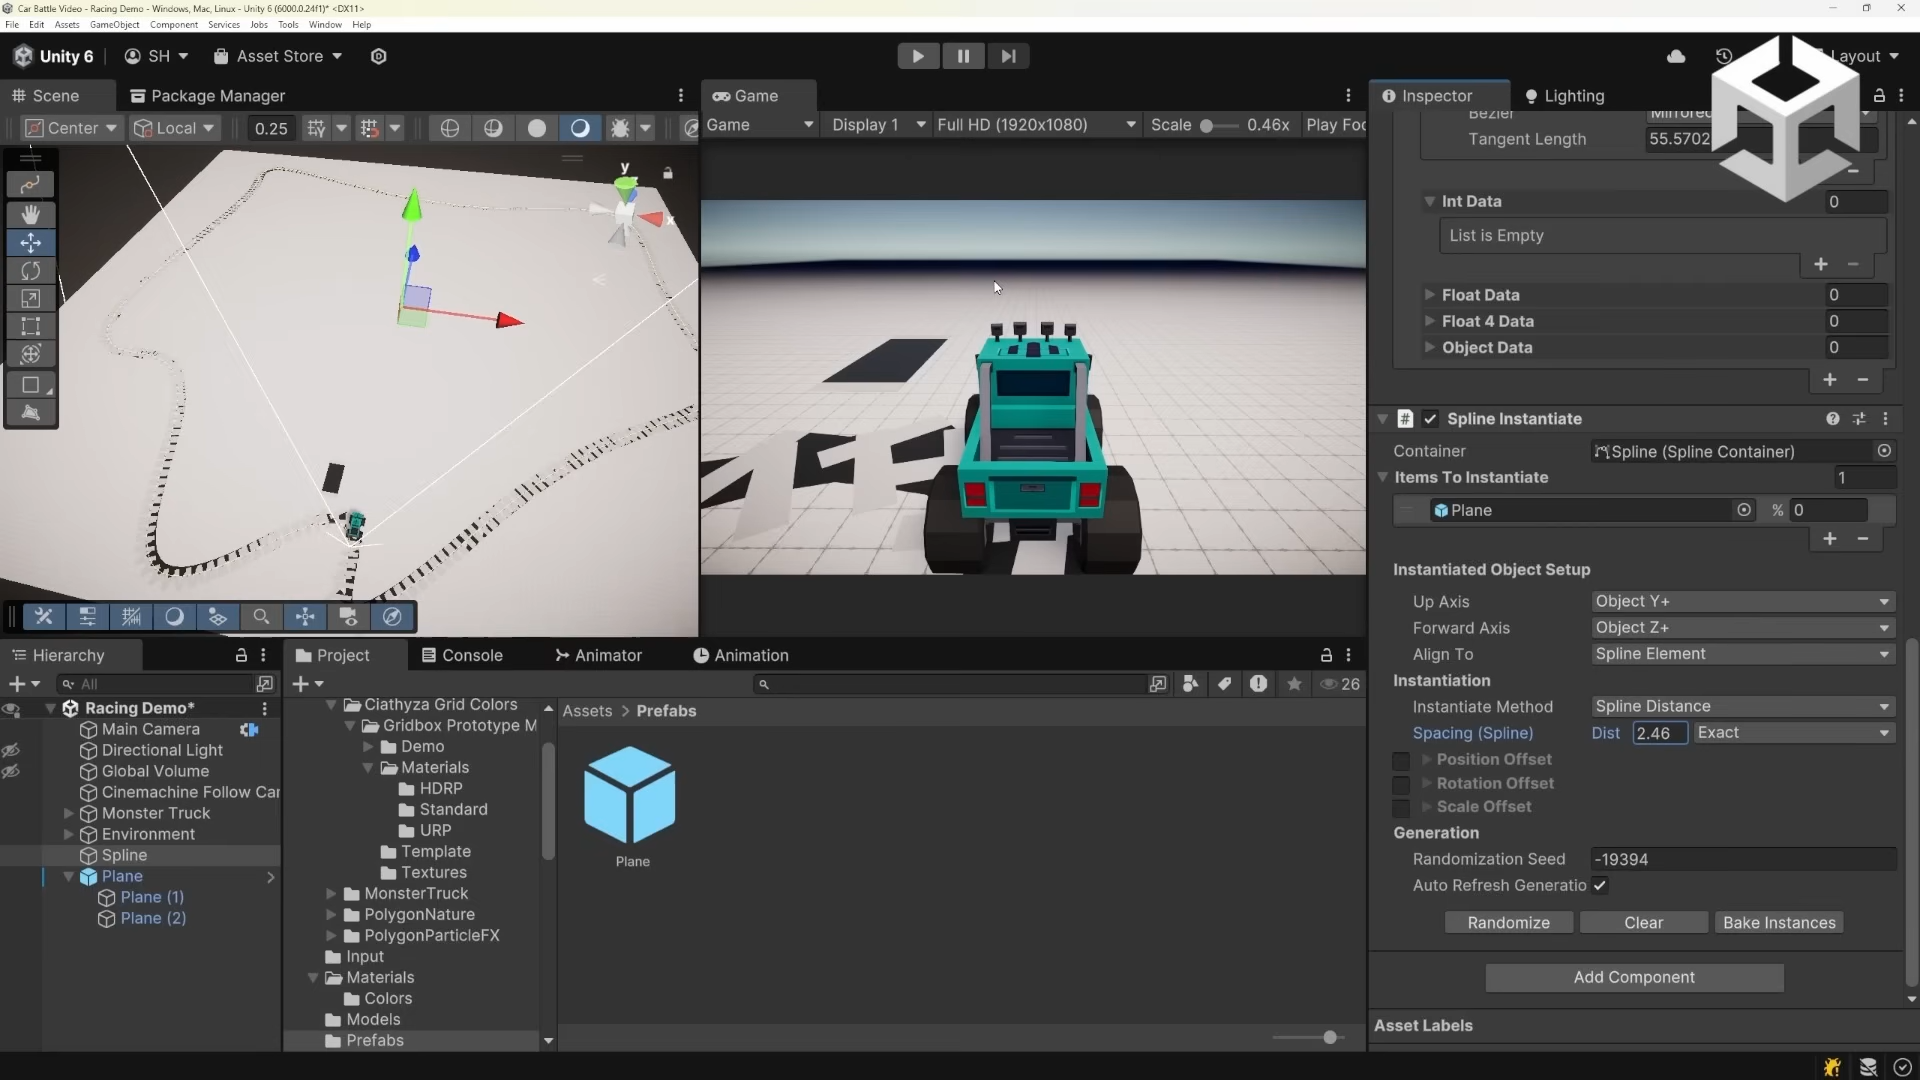 Car Battle Video - Racing Demo - Windows, Mac, Linux - Unity 6 (6000.0.24f1)* <DX11>
File Edit Assets GameObject Component Services Jobs Tools Window Help
Unity 6 SH Asset Store
Layout
Scene Package Manager
Center Local 0.25
y
x
Game
Game Display 1 Full HD (1920x1080) Scale 0.46x Play Foc
Inspector Lighting
Bezier Mirrored
Tangent Length 55.5702
Int Data 0
List is Empty
Float Data 0
Float 4 Data 0
Object Data 0
# Spline Instantiate
Container Spline (Spline Container)
Items To Instantiate 1
Plane % 0
Instantiated Object Setup
Up Axis Object Y+
Forward Axis Object Z+
Align To Spline Element
Instantiation
Instantiate Method Spline Distance
Spacing (Spline) Dist 2.46 Exact
Position Offset
Rotation Offset
Scale Offset
Generation
Randomization Seed -19394
Auto Refresh Generatio
Randomize Clear Bake Instances
Add Component
Asset Labels
Hierarchy
All
Racing Demo*
Main Camera
Directional Light
Global Volume
Cinemachine Follow Car
Monster Truck
Environment
Spline
Plane
Plane (1)
Plane (2)
Project Console Animator Animation
26
Ciathyza Grid Colors
Gridbox Prototype M
Demo
Materials
HDRP
Standard
URP
Template
Textures
MonsterTruck
PolygonNature
PolygonParticleFX
Input
Materials
Colors
Models
Prefabs
Assets > Prefabs
Plane